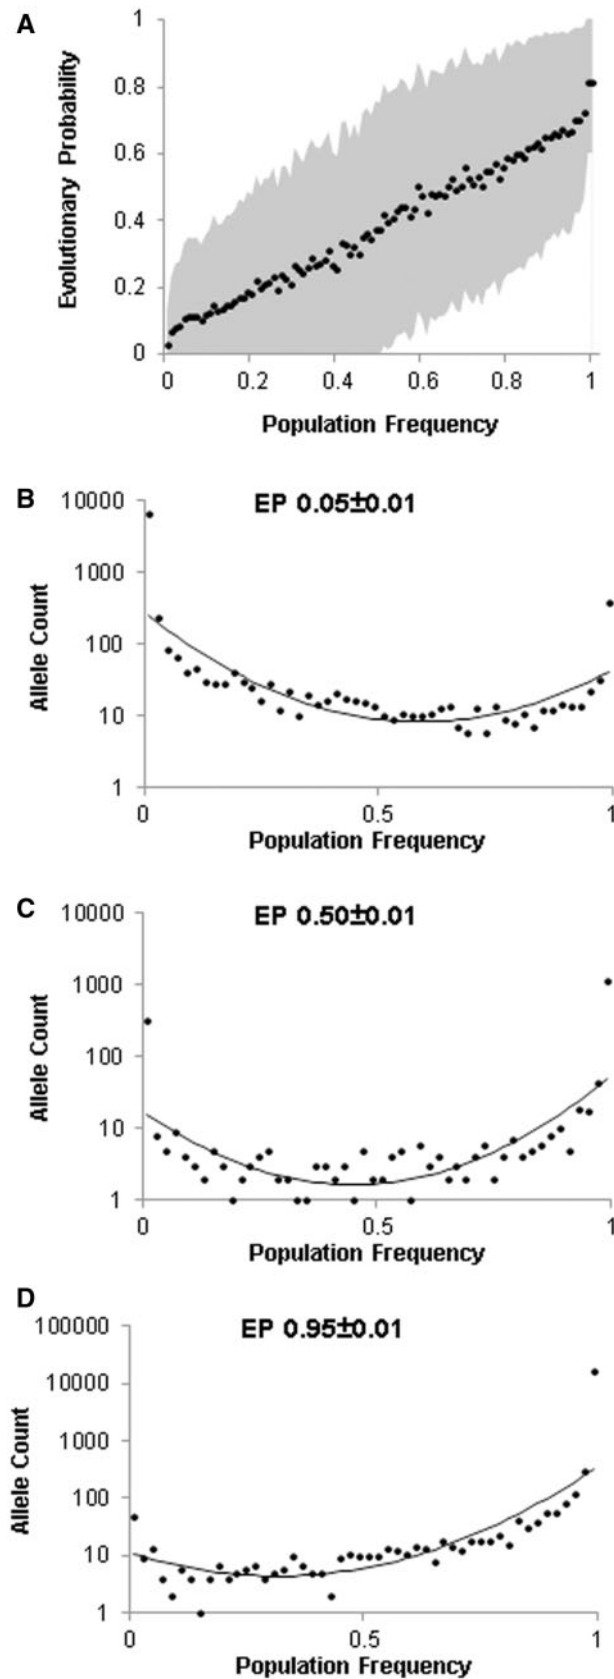 A
1
0.8
0.6
0.4
0.2
0
Evolutionary Probability
0 0.2 0.4 0.6 0.8 1
Population Frequency
B
EP 0.05±0.01
10000
1000
100
10
1
Allele Count
0 0.5 1
Population Frequency
C
EP 0.50±0.01
10000
1000
100
10
1
Allele Count
0 0.5 1
Population Frequency
D
EP 0.95±0.01
100000
10000
1000
100
10
1
Allele Count
0 0.5 1
Population Frequency